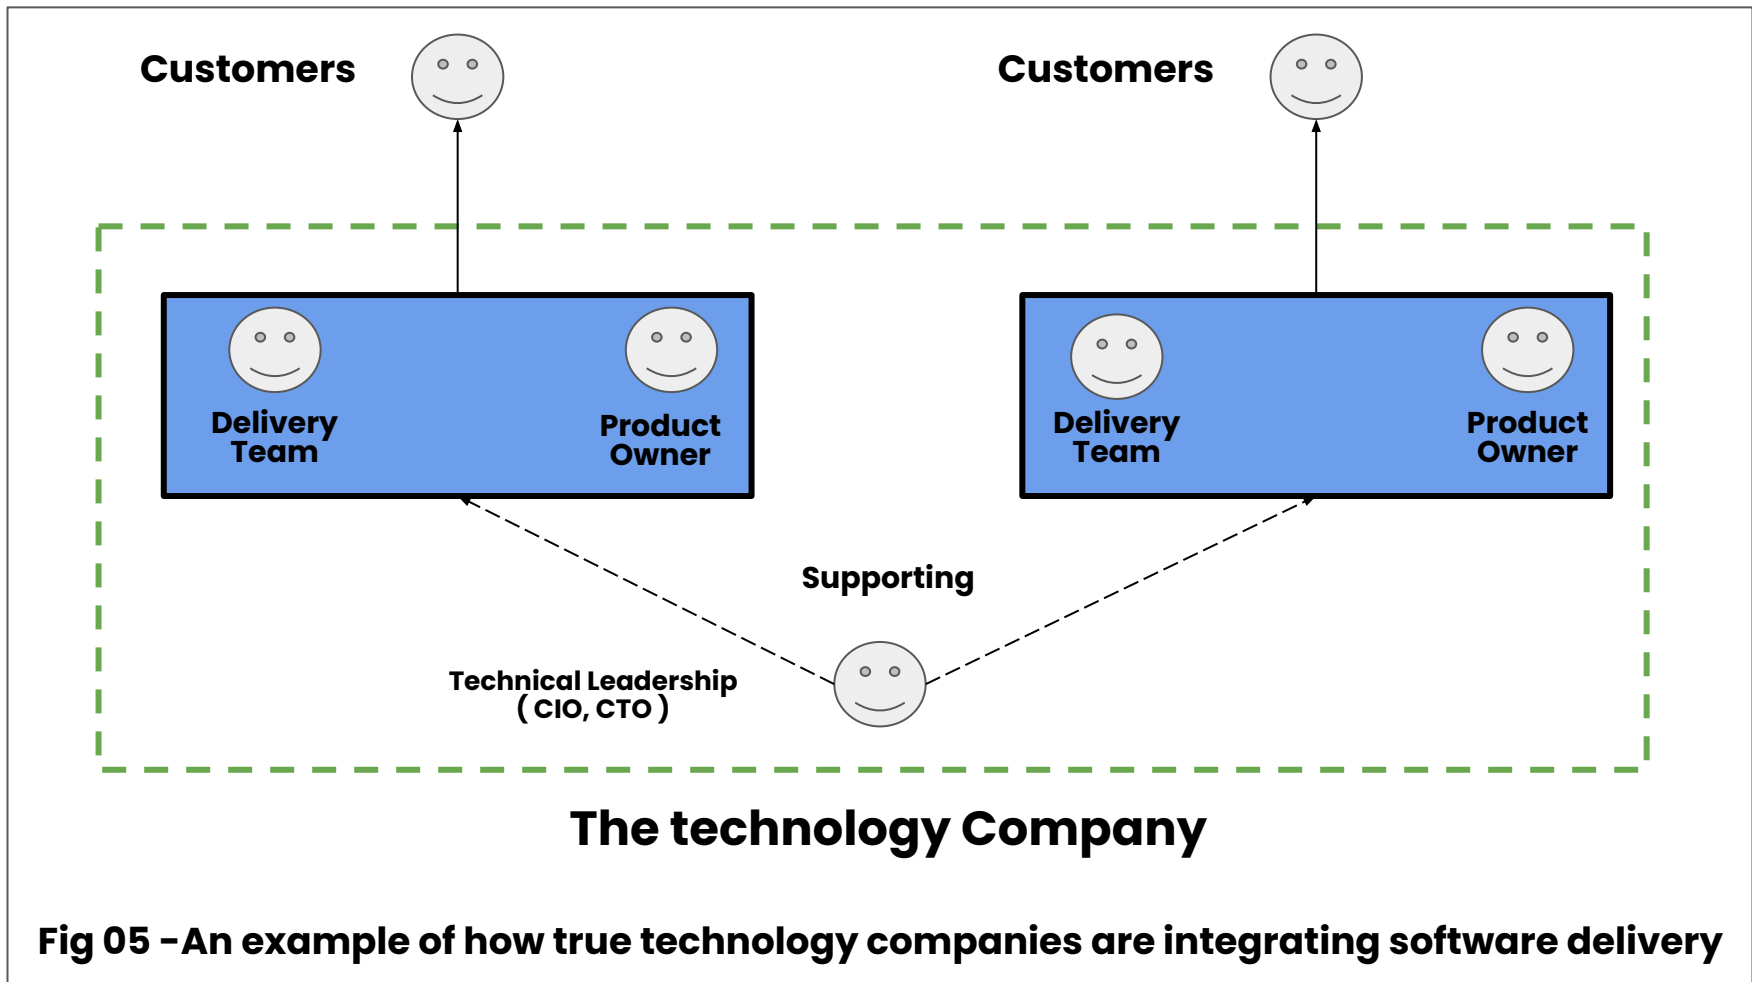 Customers
Customers
Delivery
Team
Product
Owner
Delivery
Team
Product
Owner
Supporting
Technical Leadership
( CIO, CTO )
The technology Company
Fig 05 -An example of how true technology companies are integrating software delivery